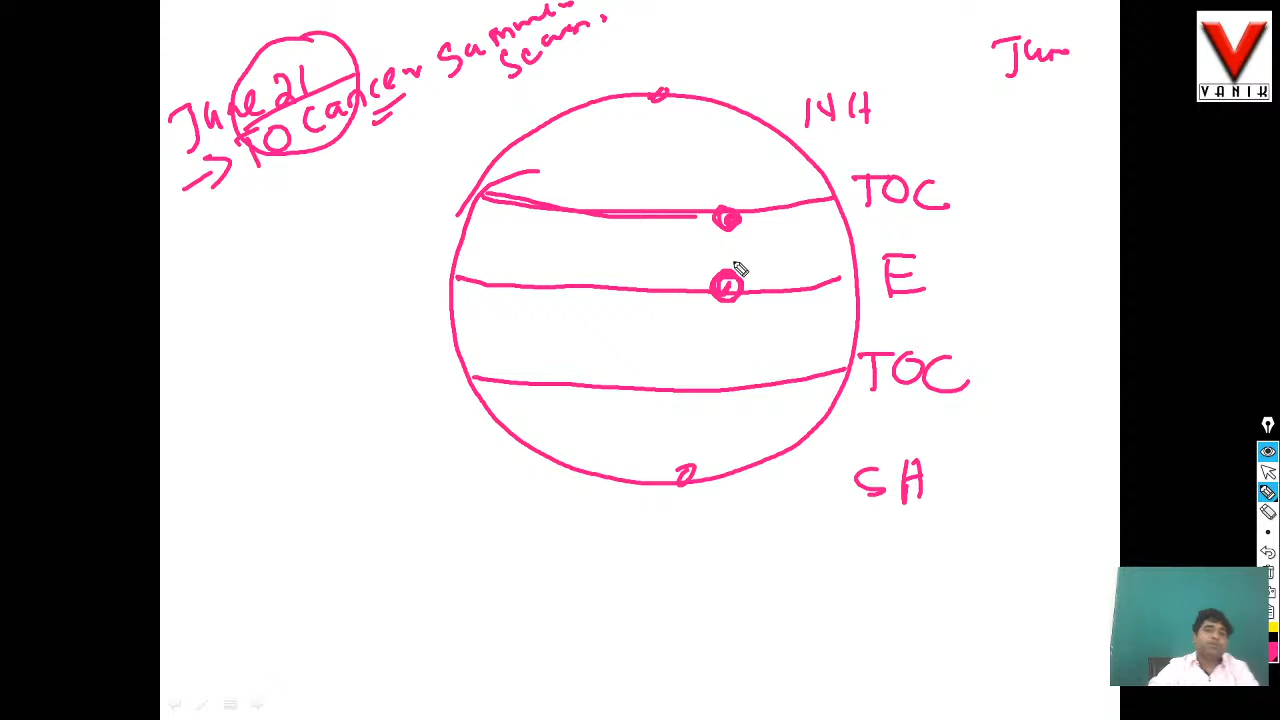 June 21
→ TO Cancer Summer
Season.
Jun
VANIK
NH
TOC
E
TOC
SH